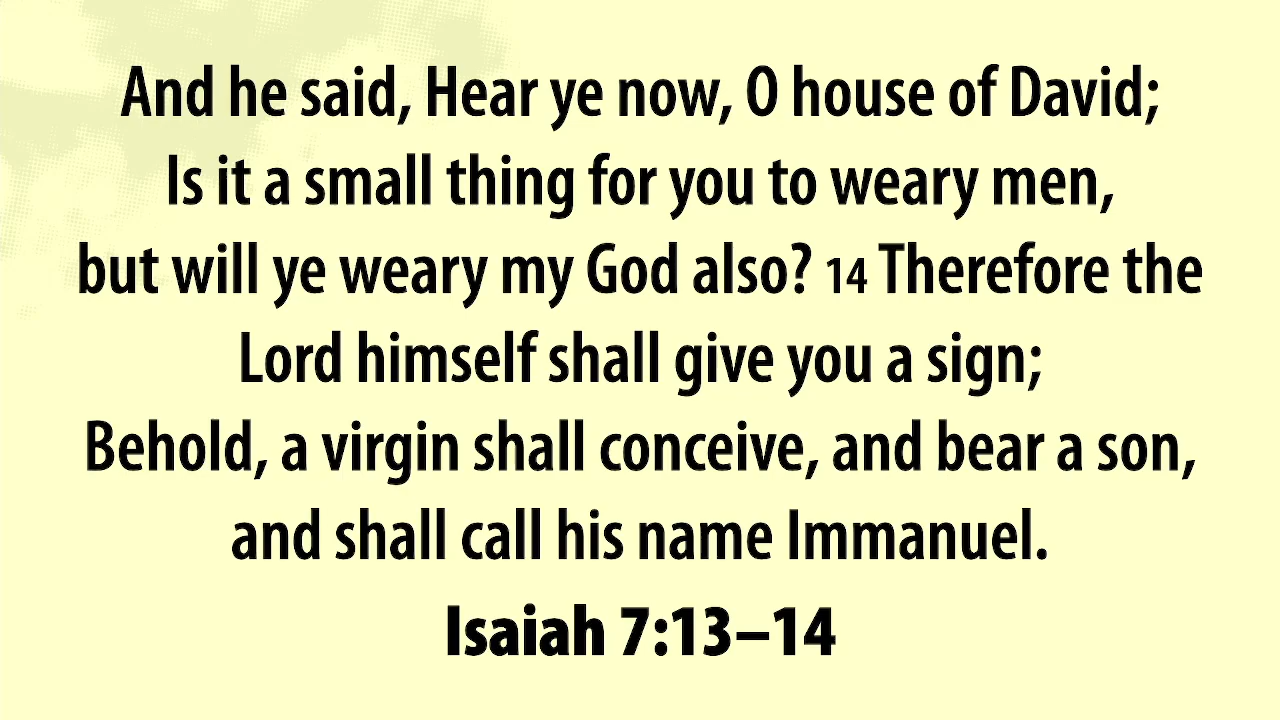 And he said, Hear ye now, O house of David;
Is it a small thing for you to weary men,
but will ye weary my God also? 14 Therefore the
Lord himself shall give you a sign;
Behold, a virgin shall conceive, and bear a son,
and shall call his name Immanuel.
Isaiah 7:13–14